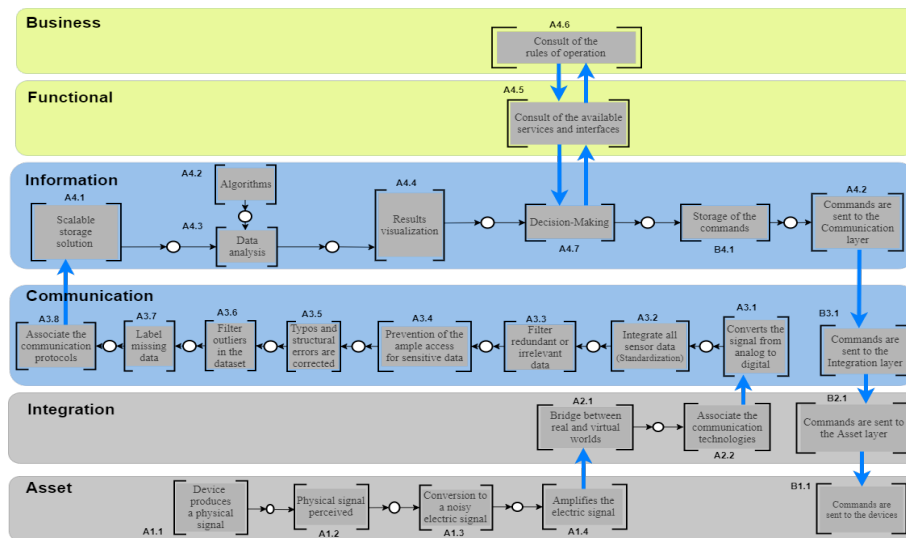 Business
A4.6
Consult of the
rules of operation
Functional
A4.5
Consult of the available
services and interfaces
Information
A4.1
Scalable
storage
solution
A4.2
Algorithms
A4.3
Data
analysis
A4.4
Results
visualization
Decision-Making
A4.7
Storage of the
commands
B4.1
A4.2
Commands are
sent to the
Communication
layer
Communication
A3.8
Associate the
communication
protocols
A3.7
Label
missing
data
A3.6
Filter
outliers
in the
dataset
A3.5
Typos and
structural
errors are
corrected
A3.4
Prevention of the
ample access
for sensitive data
A3.3
Filter
redundant or
irrelevant
data
A3.2
Integrate all
sensor data
(Standardization)
A3.1
Converts the
signal from
analog to
digital
B3.1
Commands are
sent to the
Integration layer
Integration
A2.1
Bridge between
real and virtual
worlds
Associate the
communication
technologies
A2.2
B2.1
Commands are sent to
the Asset layer
Asset
A1.1
Device
produces
a physical
signal
Physical signal
perceived
A1.2
Conversion to
a noisy
electric signal
A1.3
Amplifies the
electric signal
A1.4
B1.1
Commands are
sent to the devices